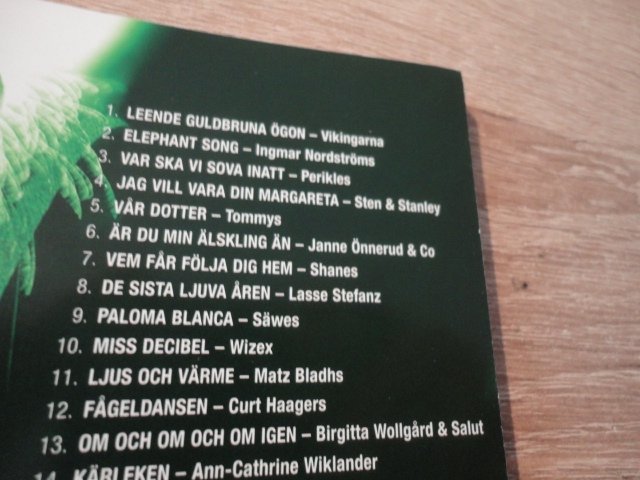 1. LEENDE GULDBRUNA ÖGON – Vikingarna
2. ELEPHANT SONG – Ingmar Nordströms
3. VAR SKA VI SOVA INATT – Perikles
4. JAG VILL VARA DIN MARGARETA – Sten & Stanley
5. VÅR DOTTER – Tommys
6. ÄR DU MIN ÄLSKLING ÄN – Janne Önnerud & Co
7. VEM FÅR FÖLJA DIG HEM – Shanes
8. DE SISTA LJUVA ÅREN – Lasse Stefanz
9. PALOMA BLANCA – Säwes
10. MISS DECIBEL – Wizex
11. LJUS OCH VÄRME – Matz Bladhs
12. FÅGELDANSEN – Curt Haagers
13. OM OCH OM OCH OM IGEN – Birgitta Wollgård & Salut
14. KÄRLEKEN – Ann-Cathrine Wiklander